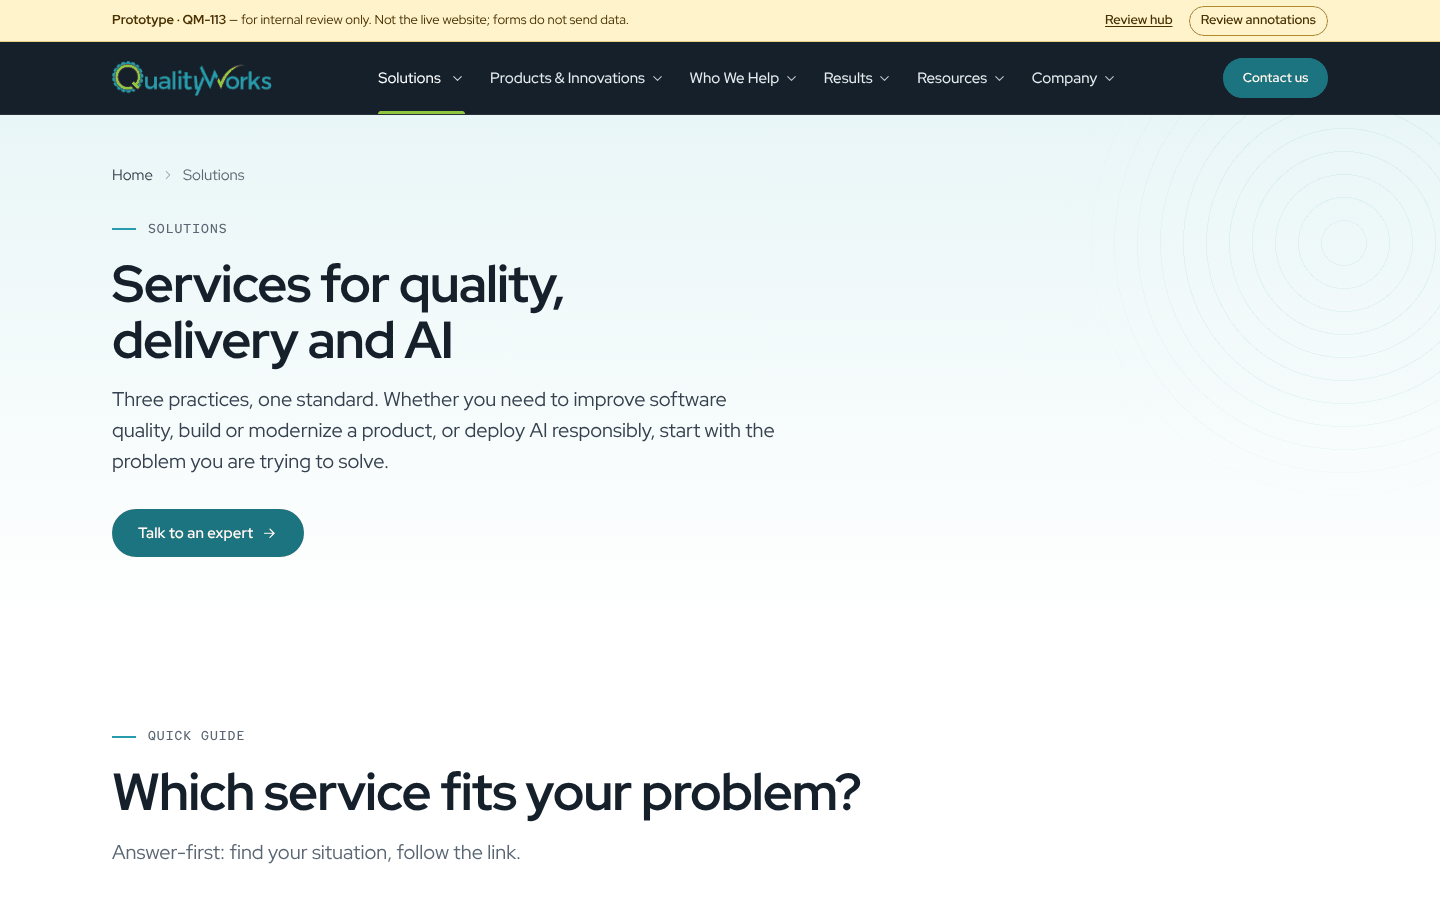 Prototype · QM-113 — for internal review only. Not the live website; forms do not send data.
Review hub
Review annotations
QualityWorks
Solutions
Products & Innovations
Who We Help
Results
Resources
Company
Contact us
Home > Solutions
SOLUTIONS
Services for quality,
delivery and AI
Three practices, one standard. Whether you need to improve software
quality, build or modernize a product, or deploy AI responsibly, start with the
problem you are trying to solve.
Talk to an expert →
QUICK GUIDE
Which service fits your problem?
Answer-first: find your situation, follow the link.